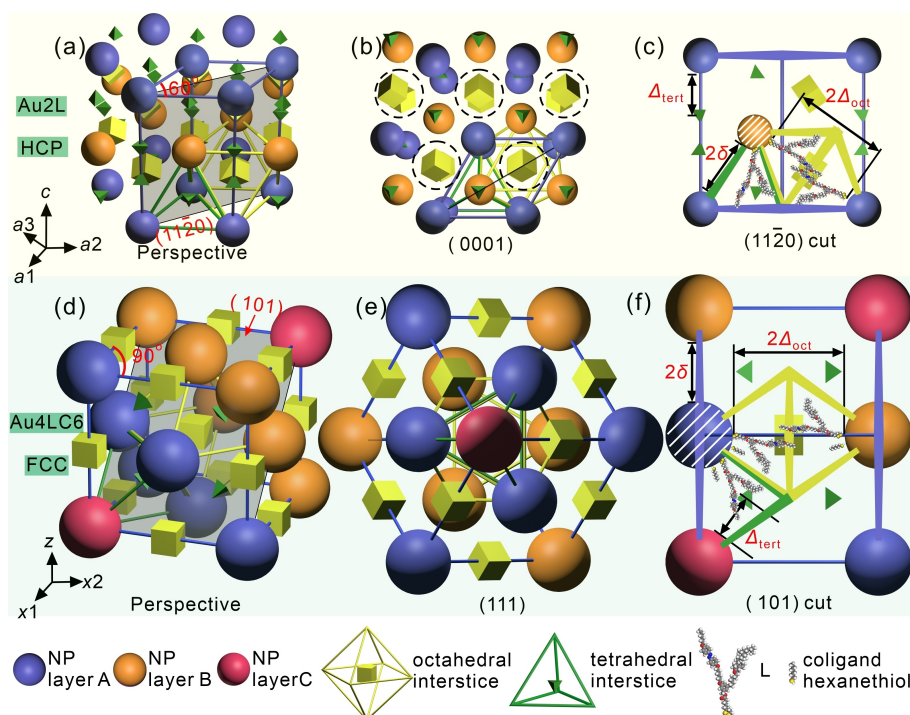 (a)
(b)
(c)
60°
Au2L
HCP
Δtert
2Δoct
2δ
c
a3
a2
a1
(112̄0)
Perspective
(0001)
(112̄0) cut
(d)
(e)
(f)
(101)
90°
2Δoct
2δ
Au4LC6
FCC
Δtert
z
x2
x1
Perspective
(111)
(101) cut
NP layer A
NP layer B
NP layerC
octahedral interstice
tetrahedral interstice
L
coligand hexanethiol